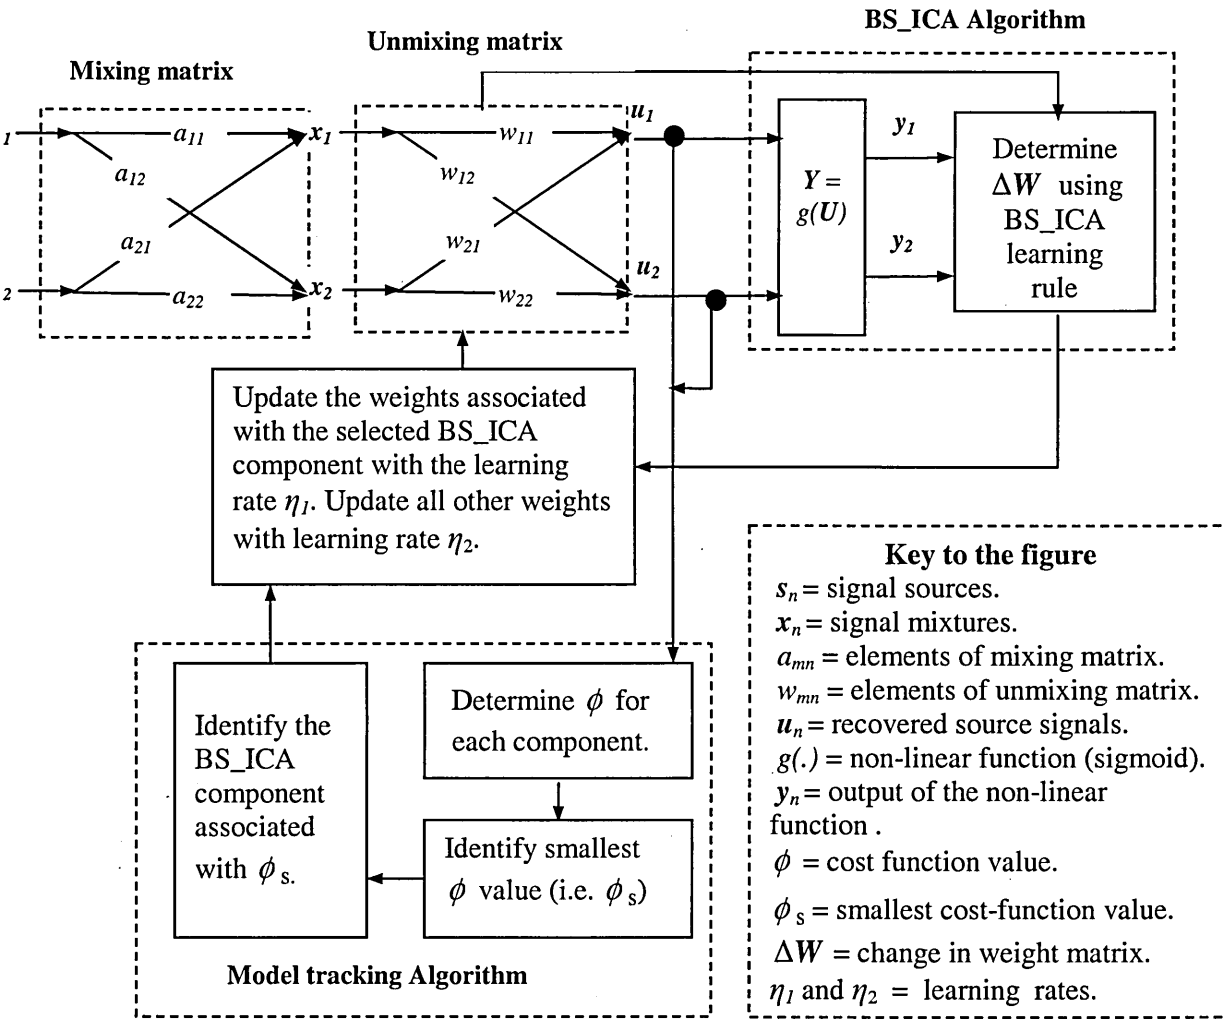 BS_ICA Algorithm
Unmixing matrix
Mixing matrix
1
a11
x1
w11
u1
a12
w12
a21
w21
2
a22
x2
w22
u2
Y =
g(U)
y1
y2
Determine
ΔW using
BS_ICA
learning
rule
Update the weights associated
with the selected BS_ICA
component with the learning
rate η1. Update all other weights
with learning rate η2.
Identify the
BS_ICA
component
associated
with ϕ s.
Determine ϕ for
each component.
Identify smallest
ϕ value (i.e. ϕ s)
Model tracking Algorithm
Key to the figure
sn = signal sources.
xn = signal mixtures.
amn = elements of mixing matrix.
wmn = elements of unmixing matrix.
un = recovered source signals.
g(.) = non-linear function (sigmoid).
yn = output of the non-linear
function .
ϕ = cost function value.
ϕ s = smallest cost-function value.
ΔW = change in weight matrix.
η1 and η2 = learning rates.